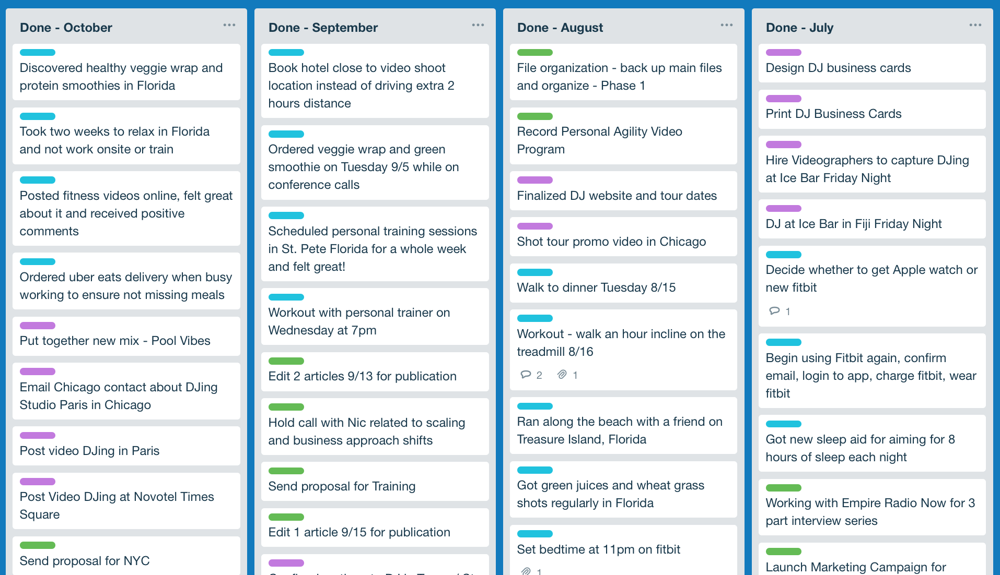 Done - October
Discovered healthy veggie wrap and
protein smoothies in Florida
Took two weeks to relax in Florida
and not work onsite or train
Posted fitness videos online, felt great
about it and received positive
comments
Ordered uber eats delivery when busy
working to ensure not missing meals
Put together new mix - Pool Vibes
Email Chicago contact about DJing
Studio Paris in Chicago
Post video DJing in Paris
Post Video DJing at Novotel Times
Square
Send proposal for NYC
Done - September
Book hotel close to video shoot
location instead of driving extra 2
hours distance
Ordered veggie wrap and green
smoothie on Tuesday 9/5 while on
conference calls
Scheduled personal training sessions
in St. Pete Florida for a whole week
and felt great!
Workout with personal trainer on
Wednesday at 7pm
Edit 2 articles 9/13 for publication
Hold call with Nic related to scaling
and business approach shifts
Send proposal for Training
Edit 1 article 9/15 for publication
Done - August
File organization - back up main files
and organize - Phase 1
Record Personal Agility Video
Program
Finalized DJ website and tour dates
Shot tour promo video in Chicago
Walk to dinner Tuesday 8/15
Workout - walk an hour incline on the
treadmill 8/16
2 1
Ran along the beach with a friend on
Treasure Island, Florida
Got green juices and wheat grass
shots regularly in Florida
Set bedtime at 11pm on fitbit
1
Done - July
Design DJ business cards
Print DJ Business Cards
Hire Videographers to capture DJing
at Ice Bar Friday Night
DJ at Ice Bar in Fiji Friday Night
Decide whether to get Apple watch or
new fitbit
1
Begin using Fitbit again, confirm
email, login to app, charge fitbit, wear
fitbit
Got new sleep aid for aiming for 8
hours of sleep each night
Working with Empire Radio Now for 3
part interview series
Launch Marketing Campaign for